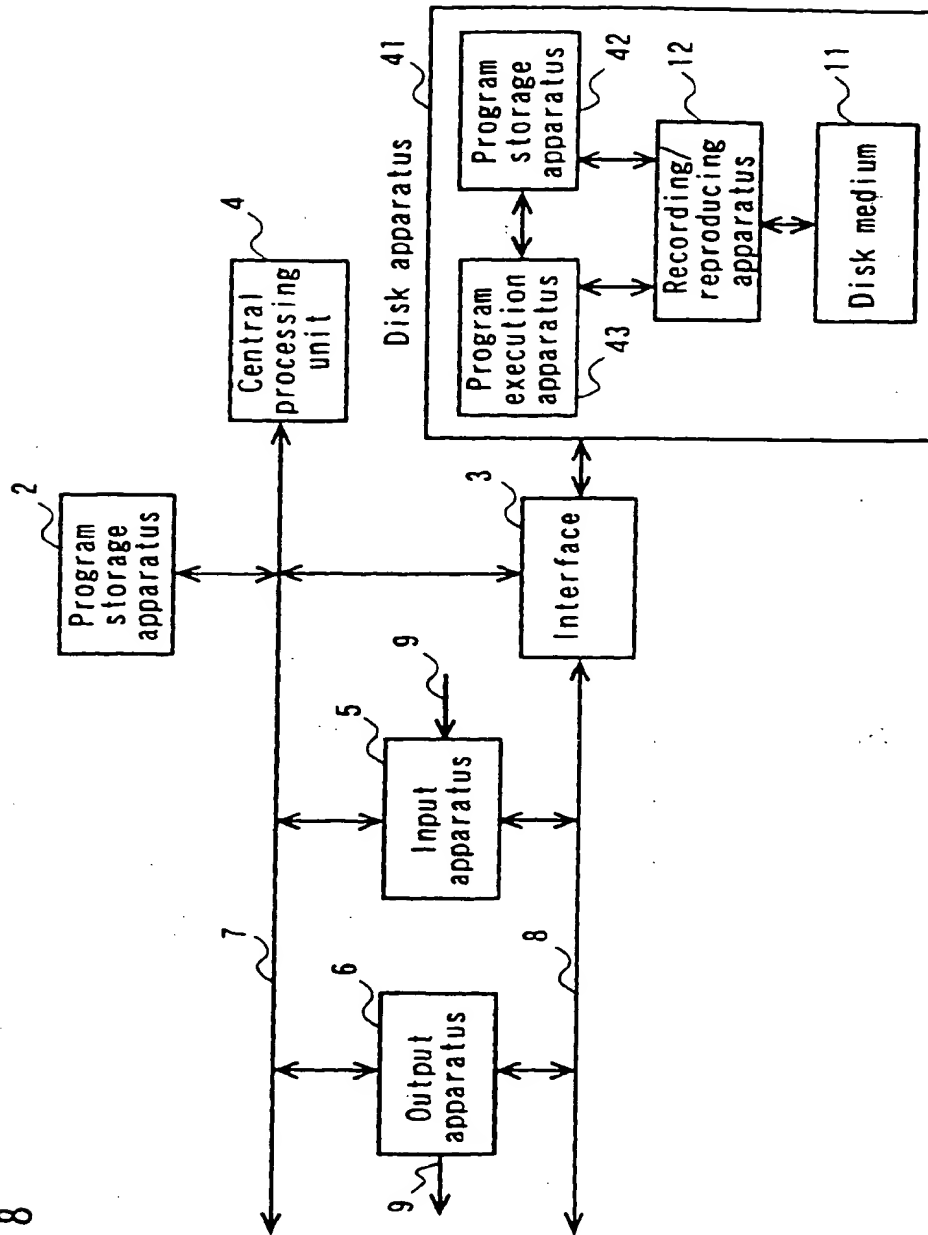 8
2
Program
storage
apparatus
4
Central
processing
unit
7
6
Output
apparatus
9
5
Input
apparatus
9
8
3
Interface
Disk apparatus
41
Program
execution
apparatus
43
Program
storage
apparatus
42
Recording/
reproducing
apparatus
12
Disk medium
11